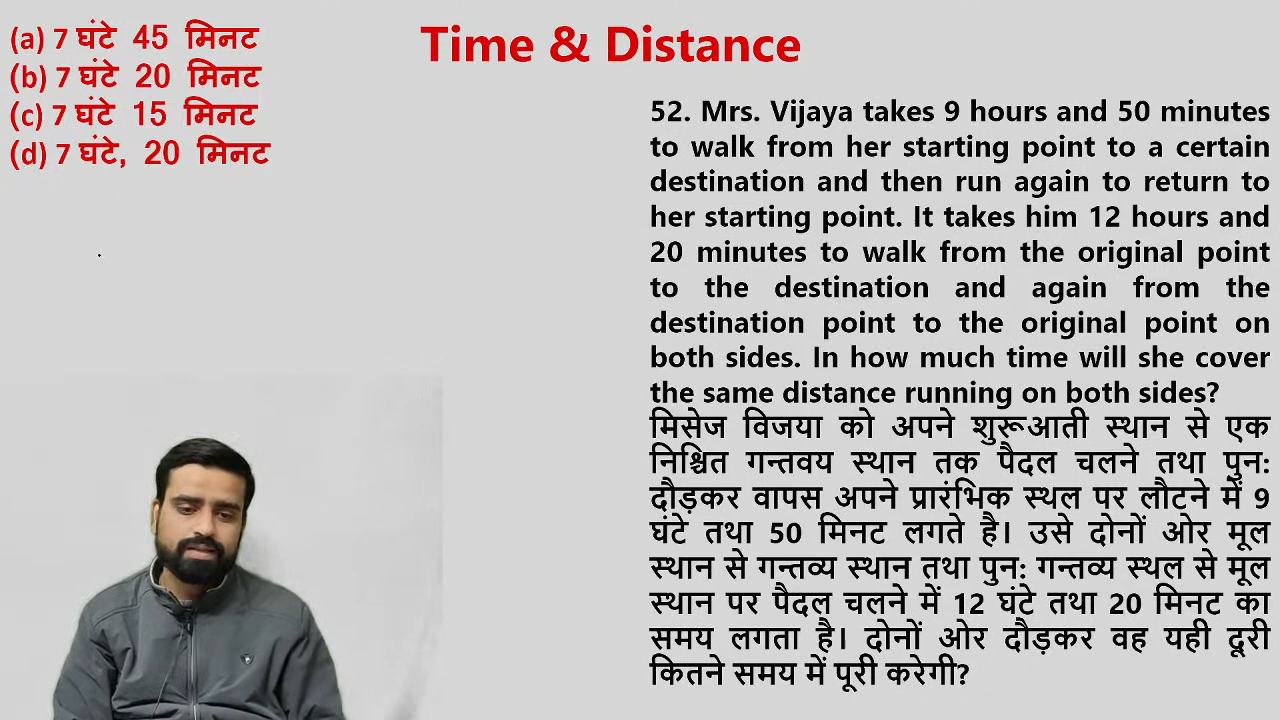 (a) 7 घंटे 45 मिनट
(b) 7 घंटे 20 मिनट
(c) 7 घंटे 15 मिनट
(d) 7 घंटे, 20 मिनट
Time & Distance
52. Mrs. Vijaya takes 9 hours and 50 minutes
to walk from her starting point to a certain
destination and then run again to return to
her starting point. It takes him 12 hours and
20 minutes to walk from the original point
to the destination and again from the
destination point to the original point on
both sides. In how much time will she cover
the same distance running on both sides?
मिसेज विजया को अपने शुरूआती स्थान से एक
निश्चित गन्तवय स्थान तक पैदल चलने तथा पुन:
दौड़कर वापस अपने प्रारंभिक स्थल पर लौटने में 9
घंटे तथा 50 मिनट लगते है। उसे दोनों ओर मूल
स्थान से गन्तव्य स्थान तथा पुन: गन्तव्य स्थल से मूल
स्थान पर पैदल चलने में 12 घंटे तथा 20 मिनट का
समय लगता है। दोनों ओर दौड़कर वह यही दूरी
कितने समय में पूरी करेगी?